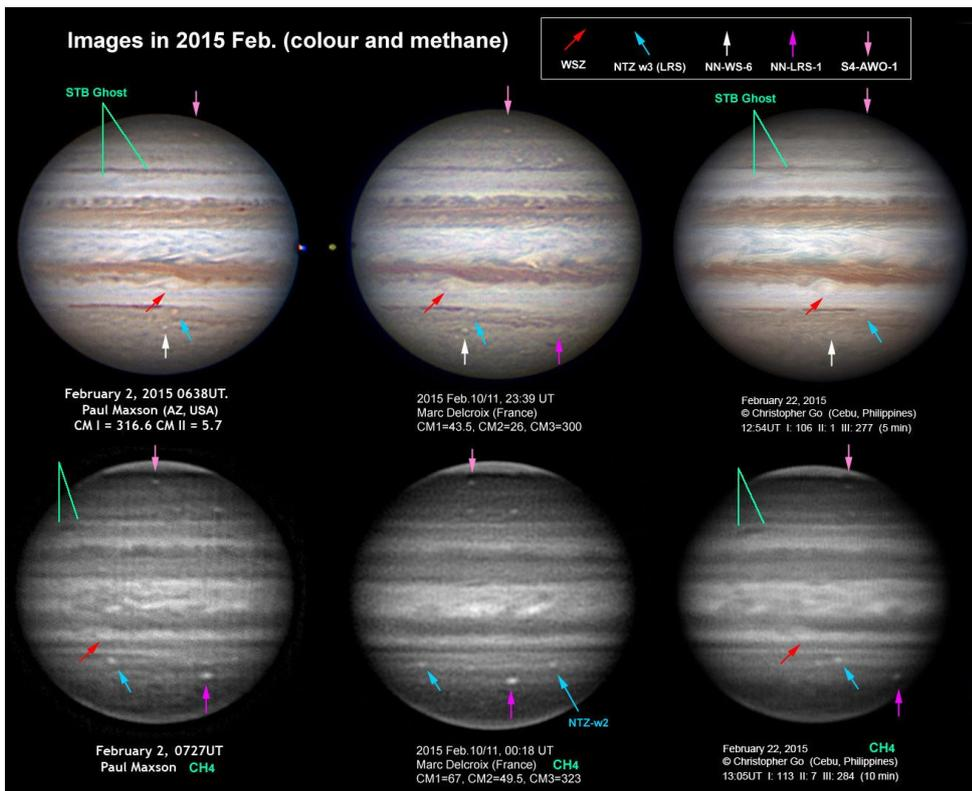 Images in 2015 Feb. (colour and methane)
WSZ
NTZ w3 (LRS)
NN-WS-6
NN-LRS-1
S4-AWO-1
STB Ghost
STB Ghost
February 2, 2015 0638UT.
Paul Maxson (AZ, USA)
CM I = 316.6 CM II = 5.7
2015 Feb.10/11, 23:39 UT
Marc Delcroix (France)
CM1=43.5, CM2=26, CM3=300
February 22, 2015
© Christopher Go (Cebu, Philippines)
12:54UT I: 106 II: 1 III: 277 (5 min)
NTZ-w2
February 2, 0727UT
Paul Maxson CH4
2015 Feb.10/11, 00:18 UT
Marc Delcroix (France) CH4
CM1=67, CM2=49.5, CM3=323
February 22, 2015 CH4
© Christopher Go (Cebu, Philippines)
13:05UT I: 113 II: 7 III: 284 (10 min)